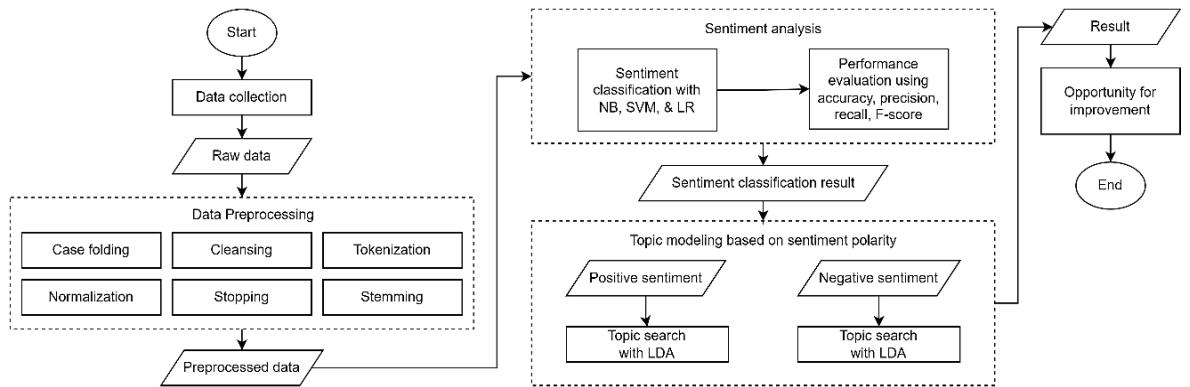 Start
Data collection
Raw data
Data Preprocessing
Case folding
Cleansing
Tokenization
Normalization
Stopping
Stemming
Preprocessed data
Sentiment analysis
Sentiment
classification with
NB, SVM, & LR
Performance
evaluation using
accuracy, precision,
recall, F-score
Sentiment classification result
Topic modeling based on sentiment polarity
Positive sentiment
Negative sentiment
Topic search
with LDA
Topic search
with LDA
Result
Opportunity for
improvement
End